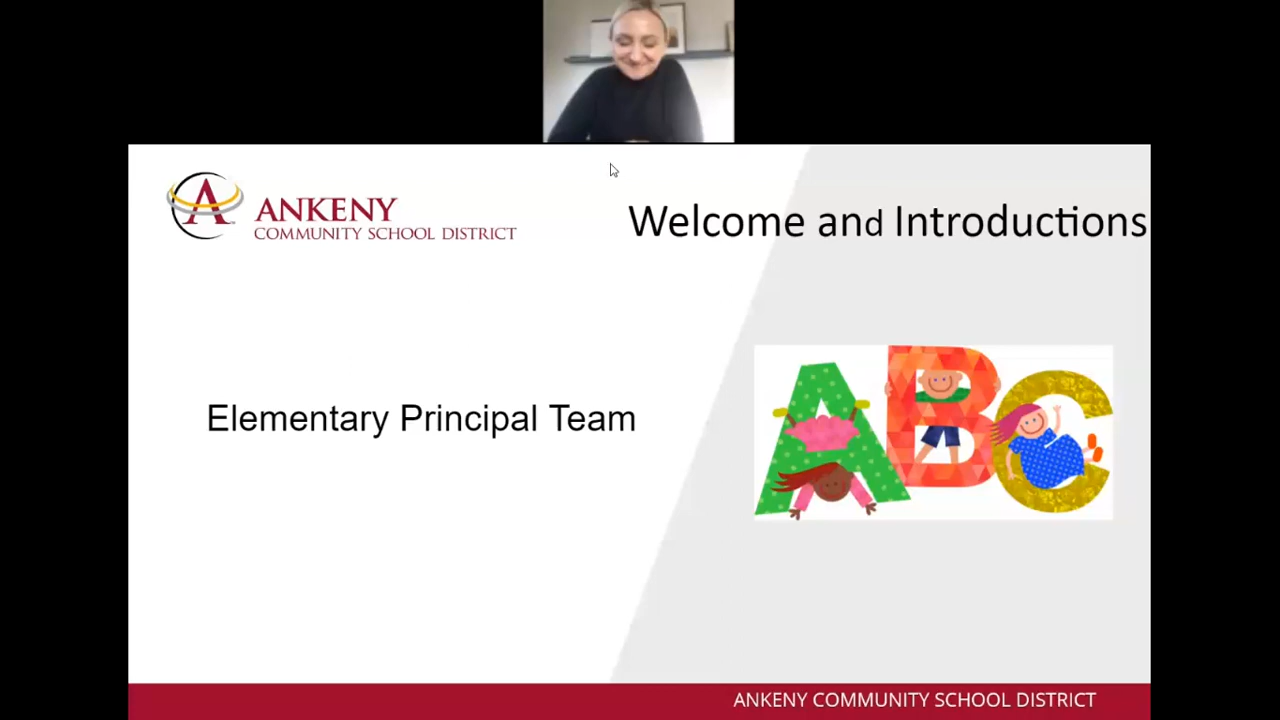 ANKENY
COMMUNITY SCHOOL DISTRICT
Welcome and Introductions
Elementary Principal Team
ABC
ANKENY COMMUNITY SCHOOL DISTRICT